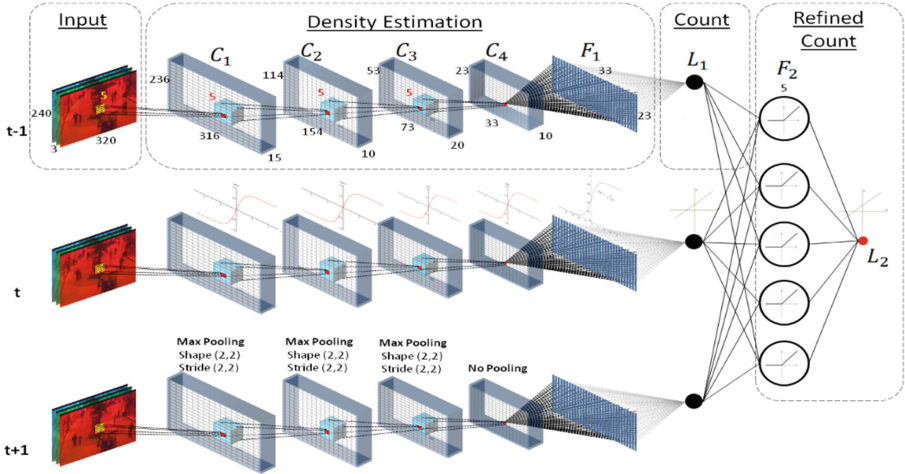 Input
Density Estimation
Count
Refined
Count
C₁
C₂
C₃
C₄
F₁
L₁
F₂
236
114
53
23
33
5
5
5
5
5
240
23
t-1
3
320
316
154
73
33
10
15
10
20
t
L₂
Max Pooling
Shape (2,2)
Stride (2,2)
Max Pooling
Shape (2,2)
Stride (2,2)
Max Pooling
Shape (2,2)
Stride (2,2)
No Pooling
t+1